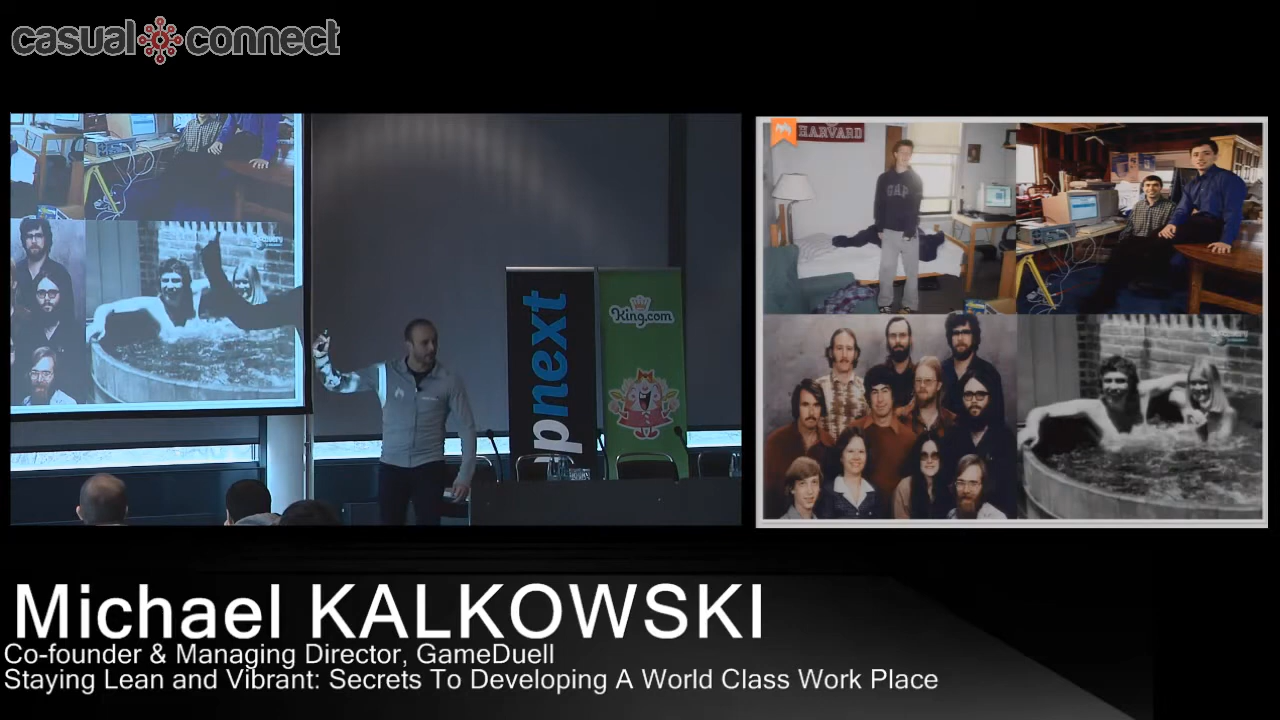 casual connect
HARVARD
GAP
pnext
King.com
Michael KALKOWSKI
Co-founder & Managing Director, GameDuell
Staying Lean and Vibrant: Secrets To Developing A World Class Work Place